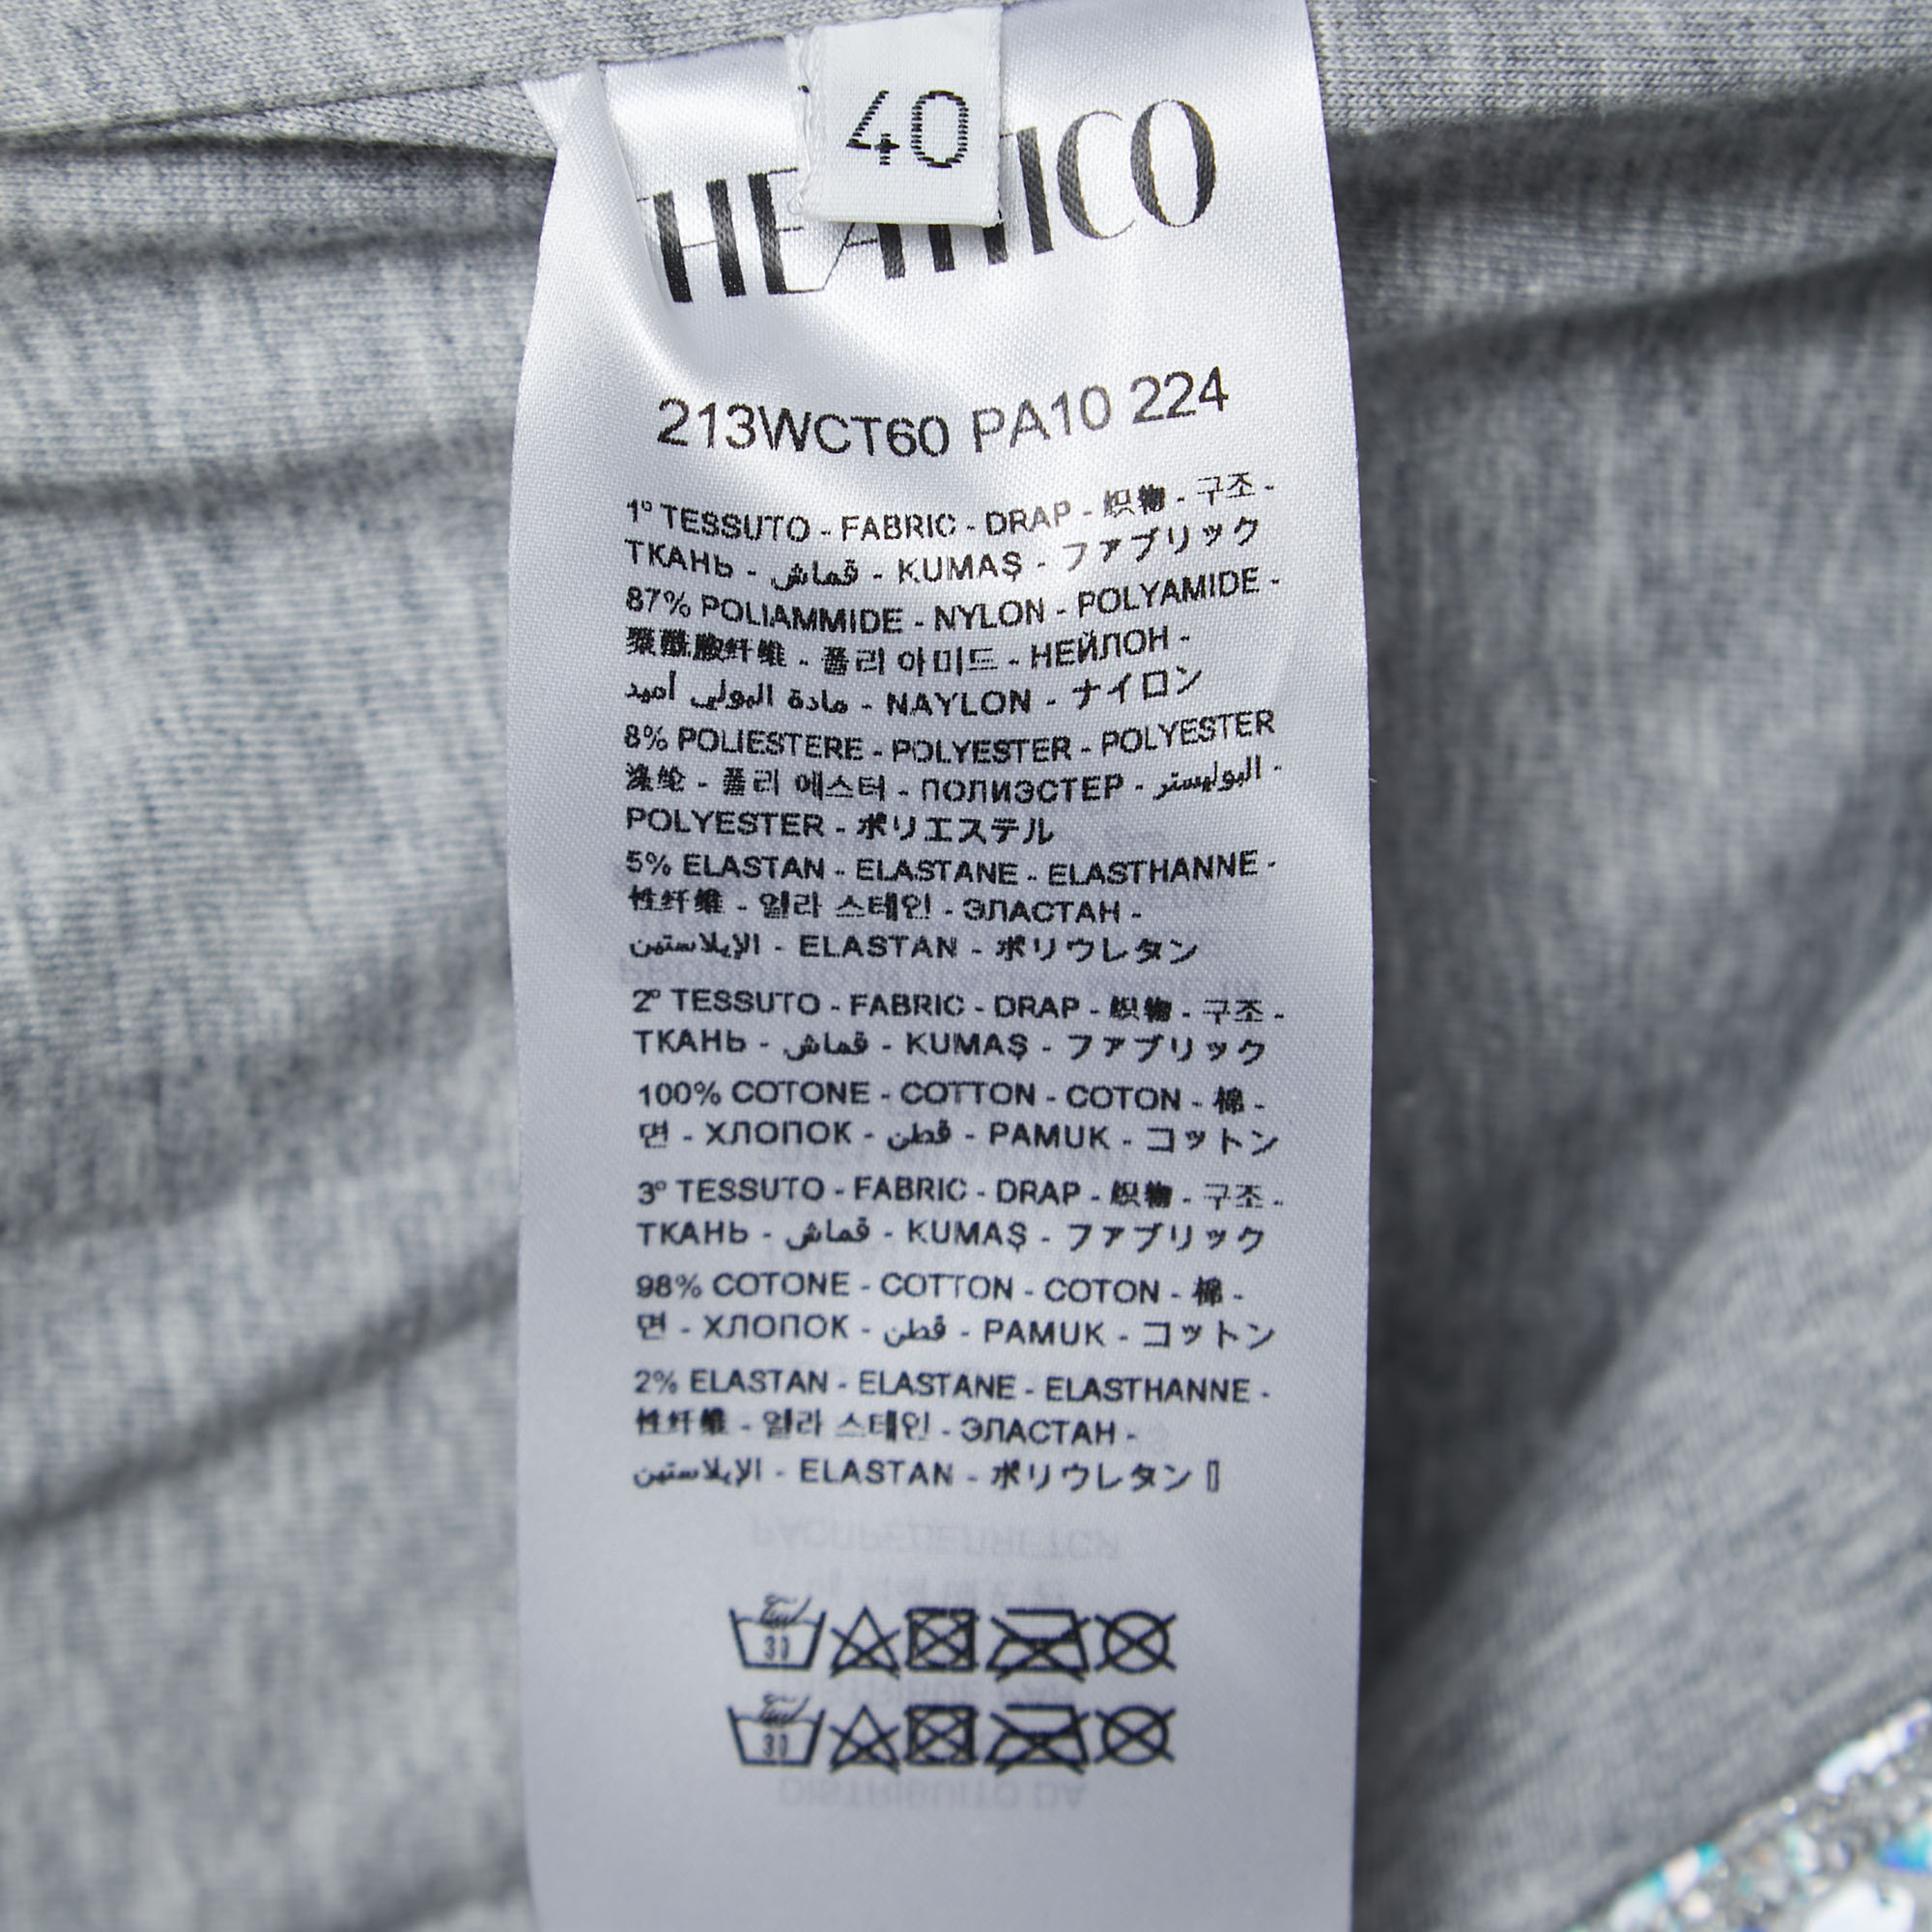 40
213WCT60 PA10 224
1° TESSUTO - FABRIC - DRAP - 织物 - 구조 -
ТКАНЬ - قماش - KUMAŞ - ファブリック
87% POLIAMMIDE - NYLON - POLYAMIDE -
聚酰胺纤维 - 폴리 아미드 - НЕЙЛОН -
مادة البولي أميد - NAYLON - ナイロン
8% POLIESTERE - POLYESTER - POLYESTER
涤纶 - 폴리 에스터 - ПОЛИЭСТЕР - البوليستر -
POLYESTER - ポリエステル
5% ELASTAN - ELASTANE - ELASTHANNE -
性纤维 - 엘라 스테인 - ЭЛАСТАН -
الإيلاستين - ELASTAN - ポリウレタン
2° TESSUTO - FABRIC - DRAP - 织物 - 구조 -
ТКАНЬ - قماش - KUMAŞ - ファブリック
100% COTONE - COTTON - COTON - 棉 -
면 - ХЛОПОК - قطن - PAMUK - コットン
3° TESSUTO - FABRIC - DRAP - 织物 - 구조 -
ТКАНЬ - قماش - KUMAŞ - ファブリック
98% COTONE - COTTON - COTON - 棉 -
면 - ХЛОПОК - قطن - PAMUK - コットン
2% ELASTAN - ELASTANE - ELASTHANNE -
性纤维 - 엘라 스테인 - ЭЛАСТАН -
الإيلاستين - ELASTAN - ポリウレタン
30
30